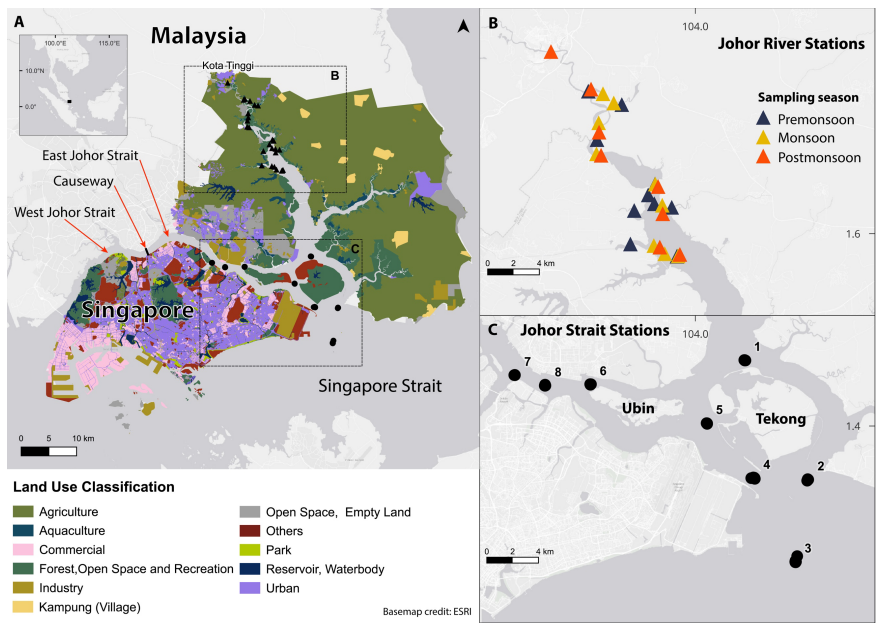 A
Malaysia
100.0°E 115.0°E
10.0°N
0.0°
Kota Tinggi
B
East Johor Strait
Causeway
West Johor Strait
C
Singapore
Singapore Strait
0 5 10 km
B
104.0
Johor River Stations
Sampling season
Premonsoon
Monsoon
Postmonsoon
1.6
0 2 4 km
C
Johor Strait Stations
104.0
1
7
8
6
Ubin
5
Tekong
1.4
4
2
3
0 2 4 km
Land Use Classification
Agriculture
Aquaculture
Commercial
Forest,Open Space and Recreation
Industry
Kampung (Village)
Open Space, Empty Land
Others
Park
Reservoir, Waterbody
Urban
Basemap credit: ESRI